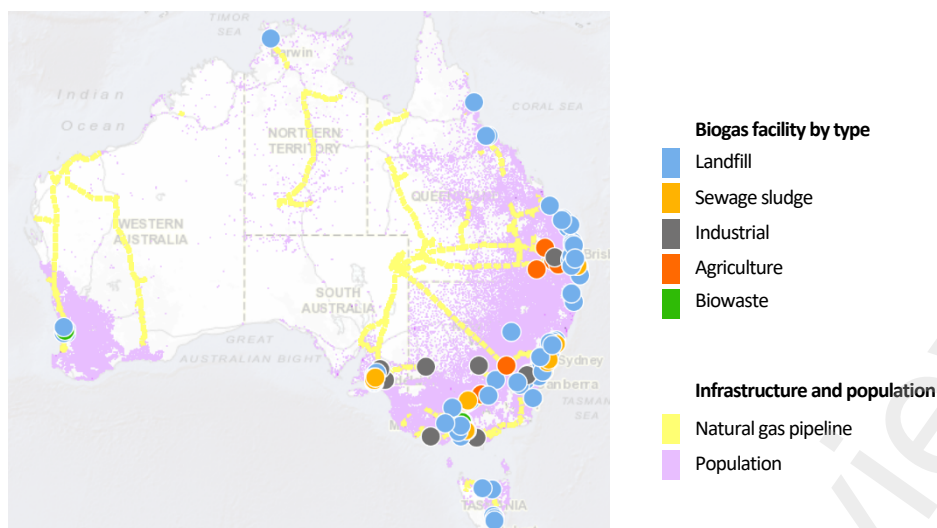 TIMOR
SEA
Darwin
Indian
Ocean
CORAL SEA
NORTHERN
TERRITORY
QUEENSLAND
WESTERN
AUSTRALIA
Brisb
SOUTH
AUSTRALIA
GREAT
AUSTRALIAN BIGHT
Sydney
Canberra
TASMAN
SEA
TASMANIA
Biogas facility by type
Landfill
Sewage sludge
Industrial
Agriculture
Biowaste
Infrastructure and population
Natural gas pipeline
Population